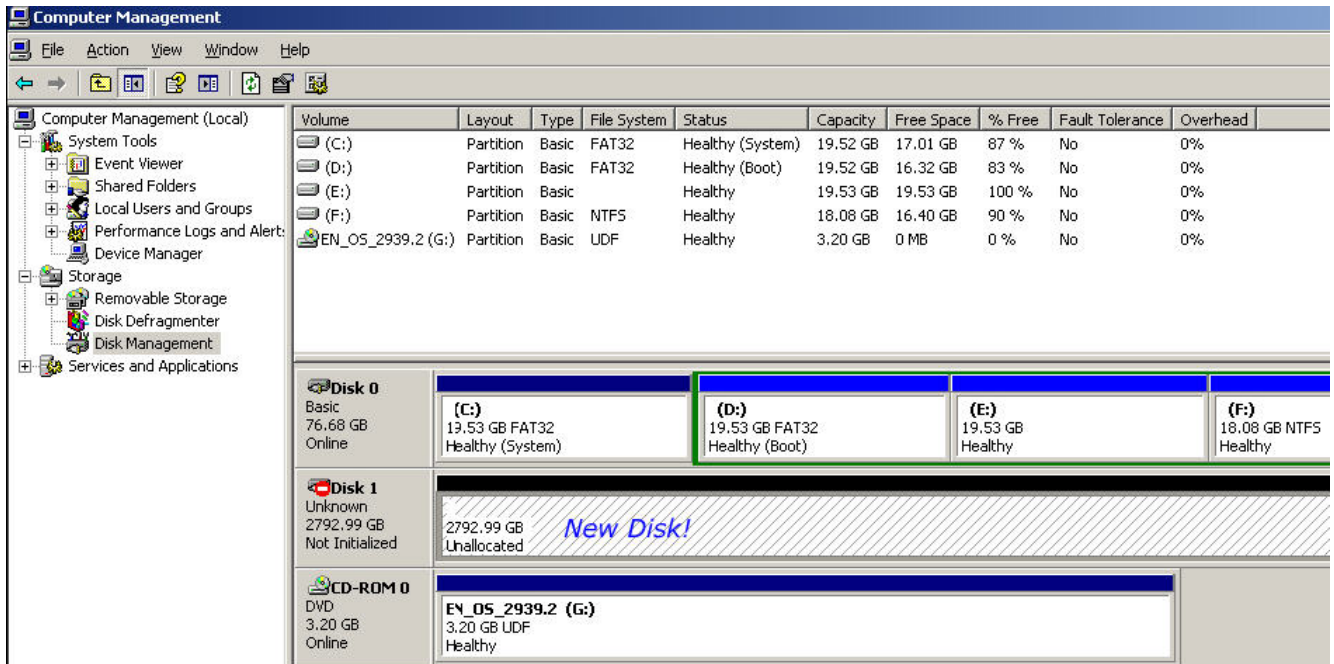 Computer Management
File Action View Window Help
Computer Management (Local)
System Tools
Event Viewer
Shared Folders
Local Users and Groups
Performance Logs and Alert:
Device Manager
Storage
Removable Storage
Disk Defragmenter
Disk Management
Services and Applications
Volume Layout Type File System Status Capacity Free Space % Free Fault Tolerance Overhead
(C:) Partition Basic FAT32 Healthy (System) 19.52 GB 17.01 GB 87 % No 0%
(D:) Partition Basic FAT32 Healthy (Boot) 19.52 GB 16.32 GB 83 % No 0%
(E:) Partition Basic Healthy 19.53 GB 19.53 GB 100 % No 0%
(F:) Partition Basic NTFS Healthy 18.08 GB 16.40 GB 90 % No 0%
EN_OS_2939.2 (G:) Partition Basic UDF Healthy 3.20 GB 0 MB 0 % No 0%
Disk 0
Basic
76.68 GB
Online
(C:)
19.53 GB FAT32
Healthy (System)
(D:)
19.53 GB FAT32
Healthy (Boot)
(E:)
19.53 GB
Healthy
(F:)
18.08 GB NTFS
Healthy
Disk 1
Unknown
2792.99 GB
Not Initialized
2792.99 GB
Unallocated
New Disk!
CD-ROM 0
DVD
3.20 GB
Online
EN_OS_2939.2 (G:)
3.20 GB UDF
Healthy